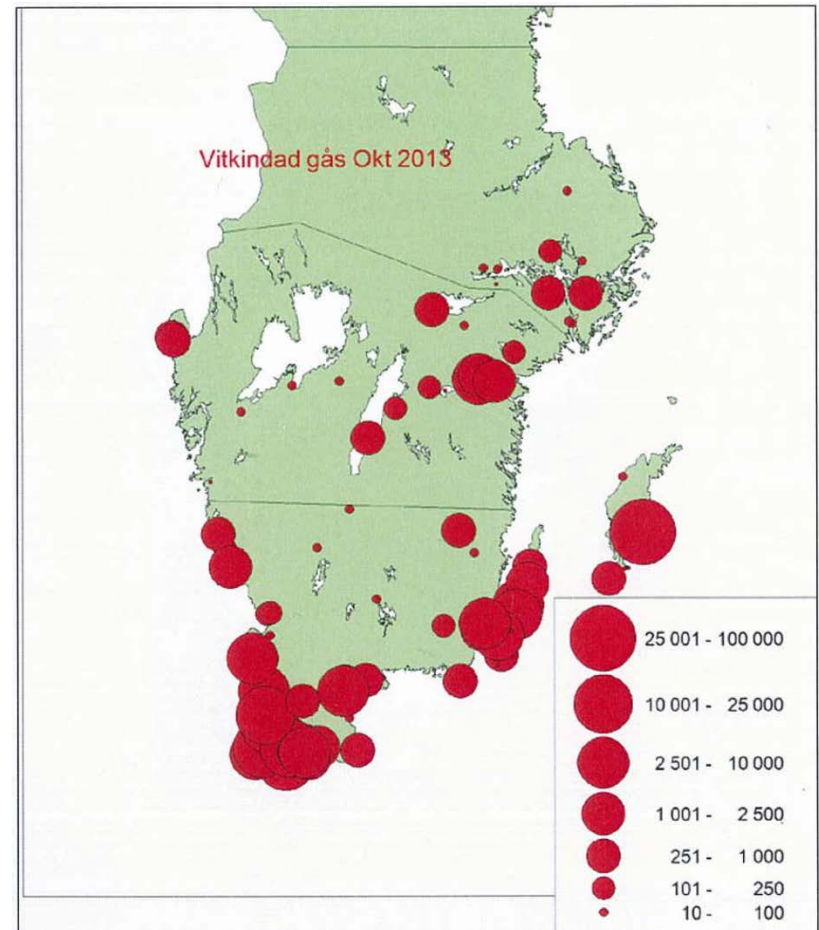 Vitkindad gås Okt 2013
25 001 - 100 000
10 001 - 25 000
2 501 - 10 000
1 001 - 2 500
251 - 1 000
101 - 250
10 - 100